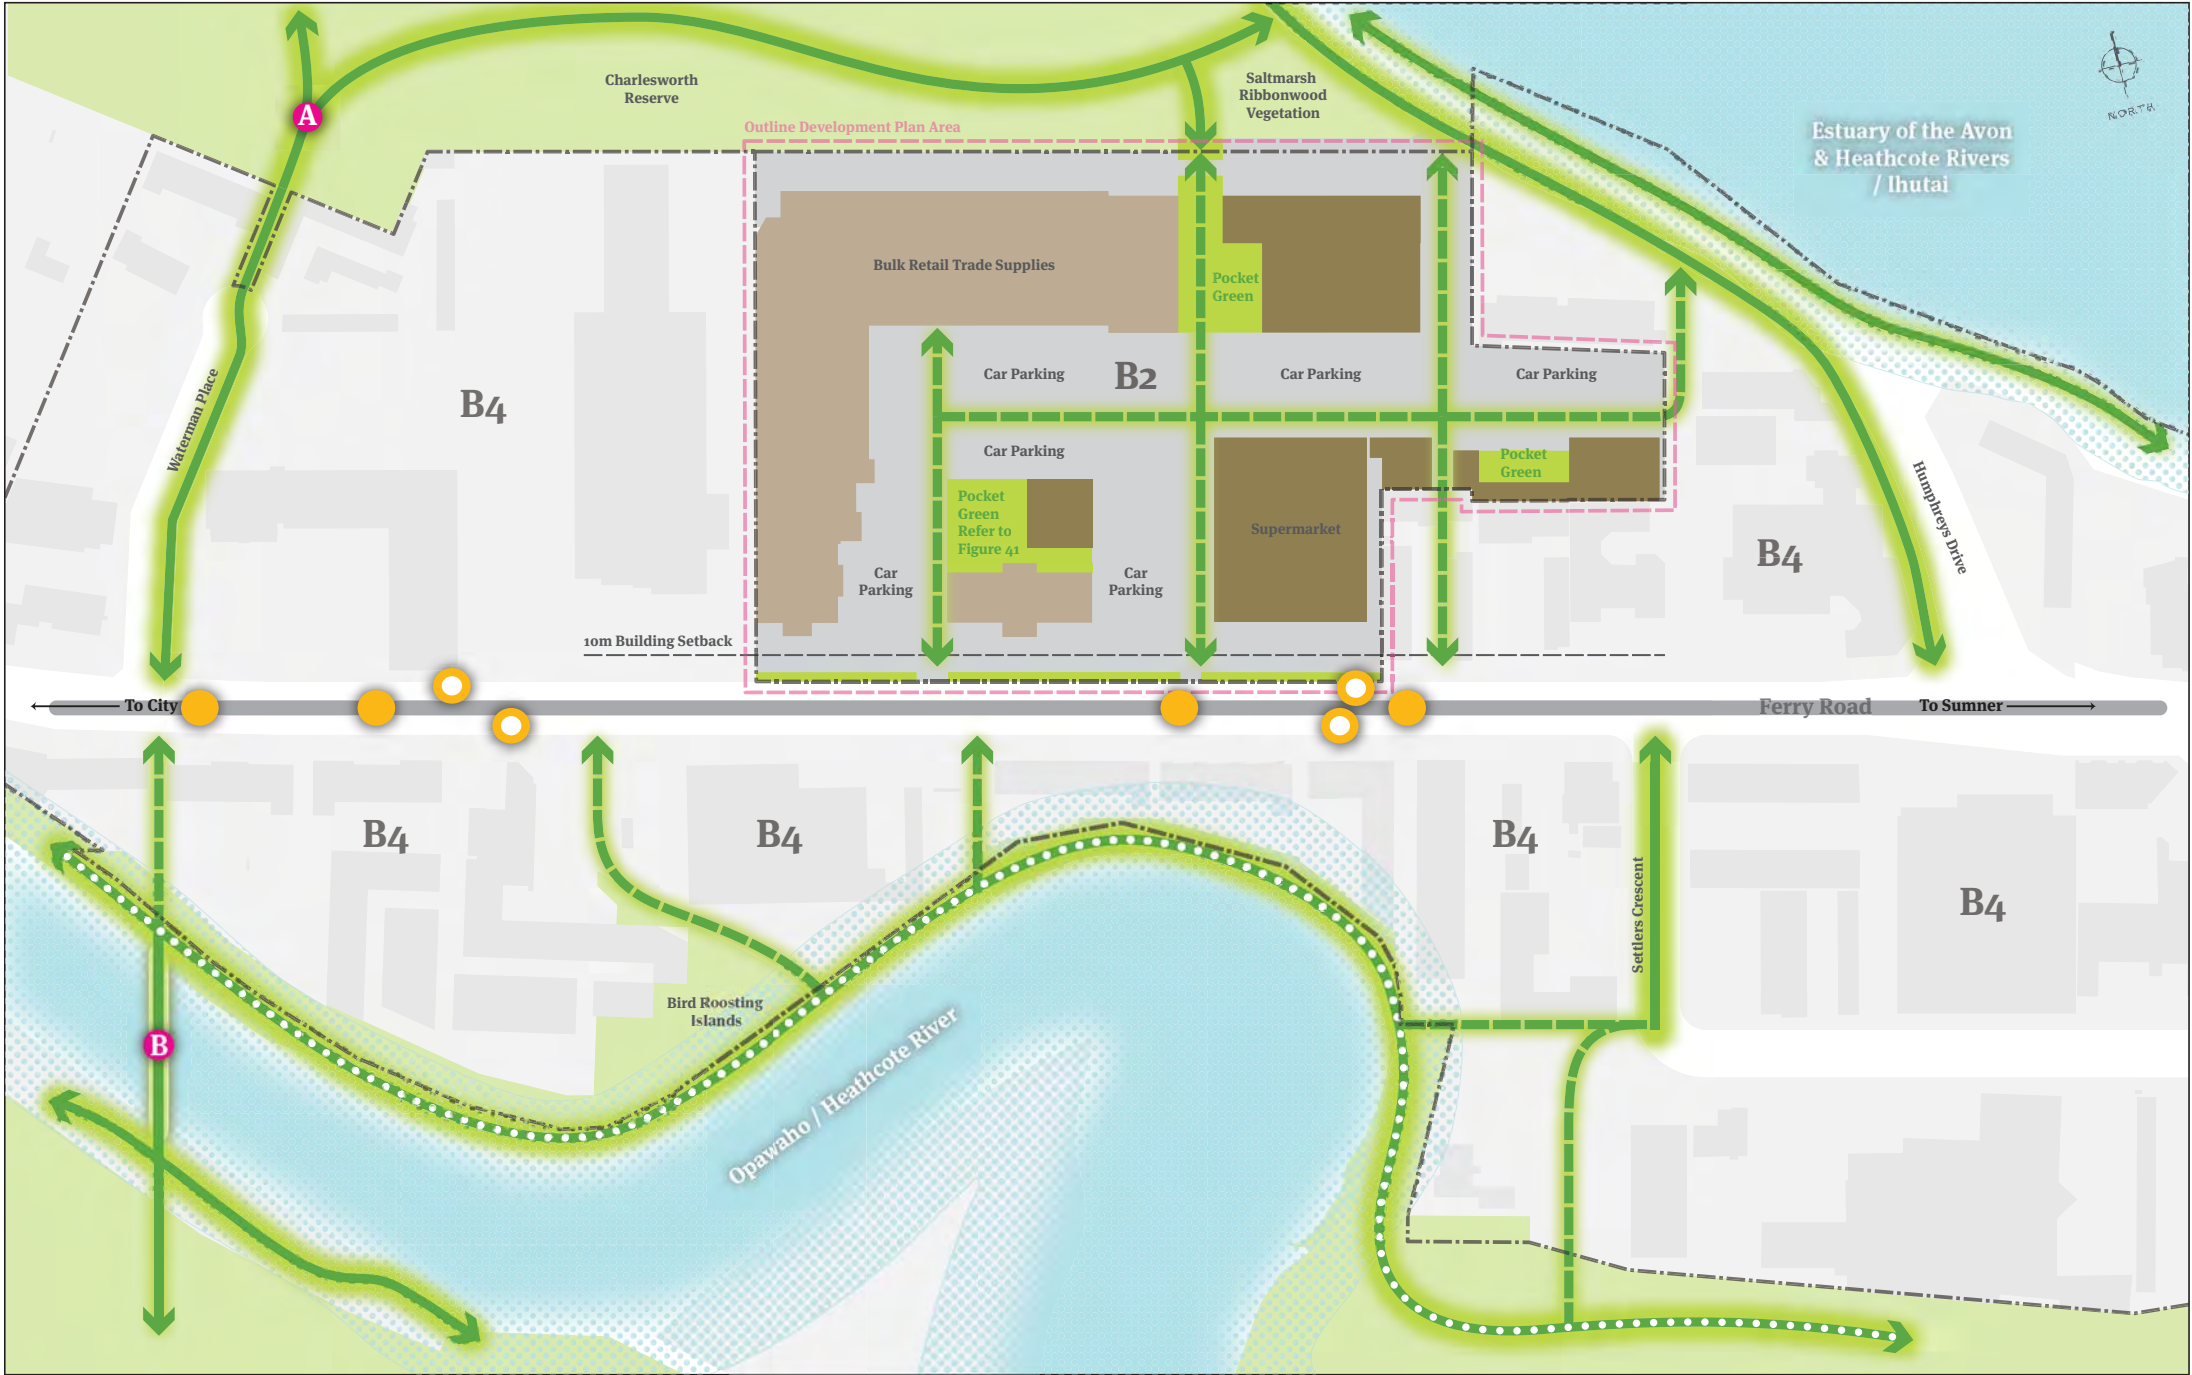 A
Charlesworth
Reserve
Saltmarsh
Ribbonwood
Vegetation
NORTH
Estuary of the Avon
& Heathcote Rivers
/ Ihutai
Outline Development Plan Area
Bulk Retail Trade Supplies
Pocket
Green
Waterman Place
B4
Car Parking
B2
Car Parking
Car Parking
Car Parking
Pocket
Green
Pocket
Green
Refer to
Figure 41
Supermarket
Humphreys Drive
B4
Car
Parking
Car
Parking
10m Building Setback
To City
Ferry Road
To Sumner
B4
B4
B4
Settlers Crescent
B4
Bird Roosting
Islands
Opawaho / Heathcote River
B